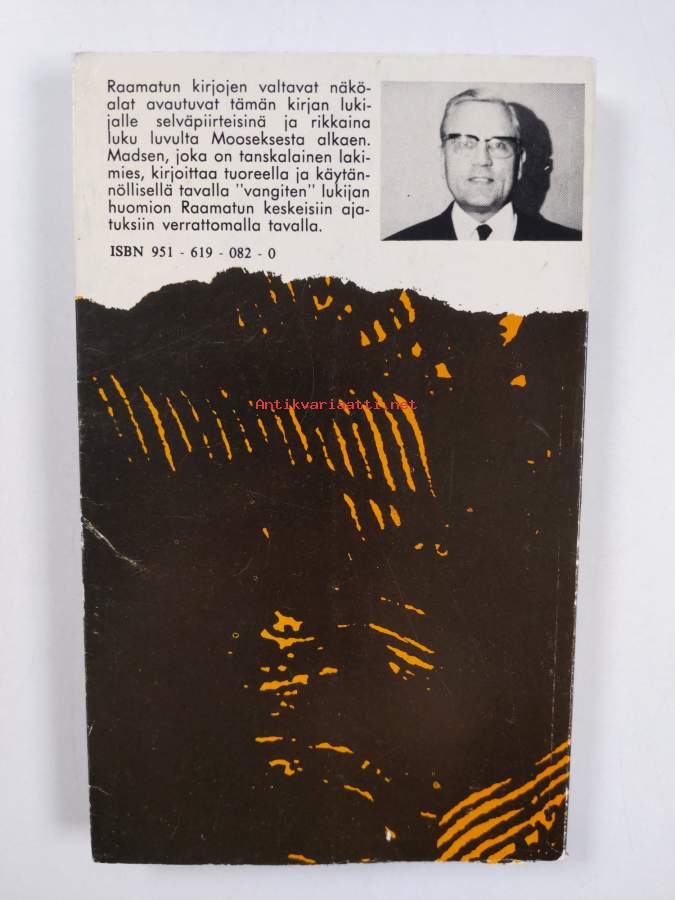 Raamatun kirjojen valtavat näkö-
alat avautuvat tämän kirjan luki-
jalle selväpiirteisinä ja rikkaina
luku luvulta Mooseksesta alkaen.
Madsen, joka on tanskalainen laki-
mies, kirjoittaa tuoreella ja käytän-
nöllisellä tavalla "vangiten" lukijan
huomion Raamatun keskeisiin aja-
tuksiin verrattomalla tavalla.
ISBN 951 - 619 - 082 - 0
Antikvariaatti.net